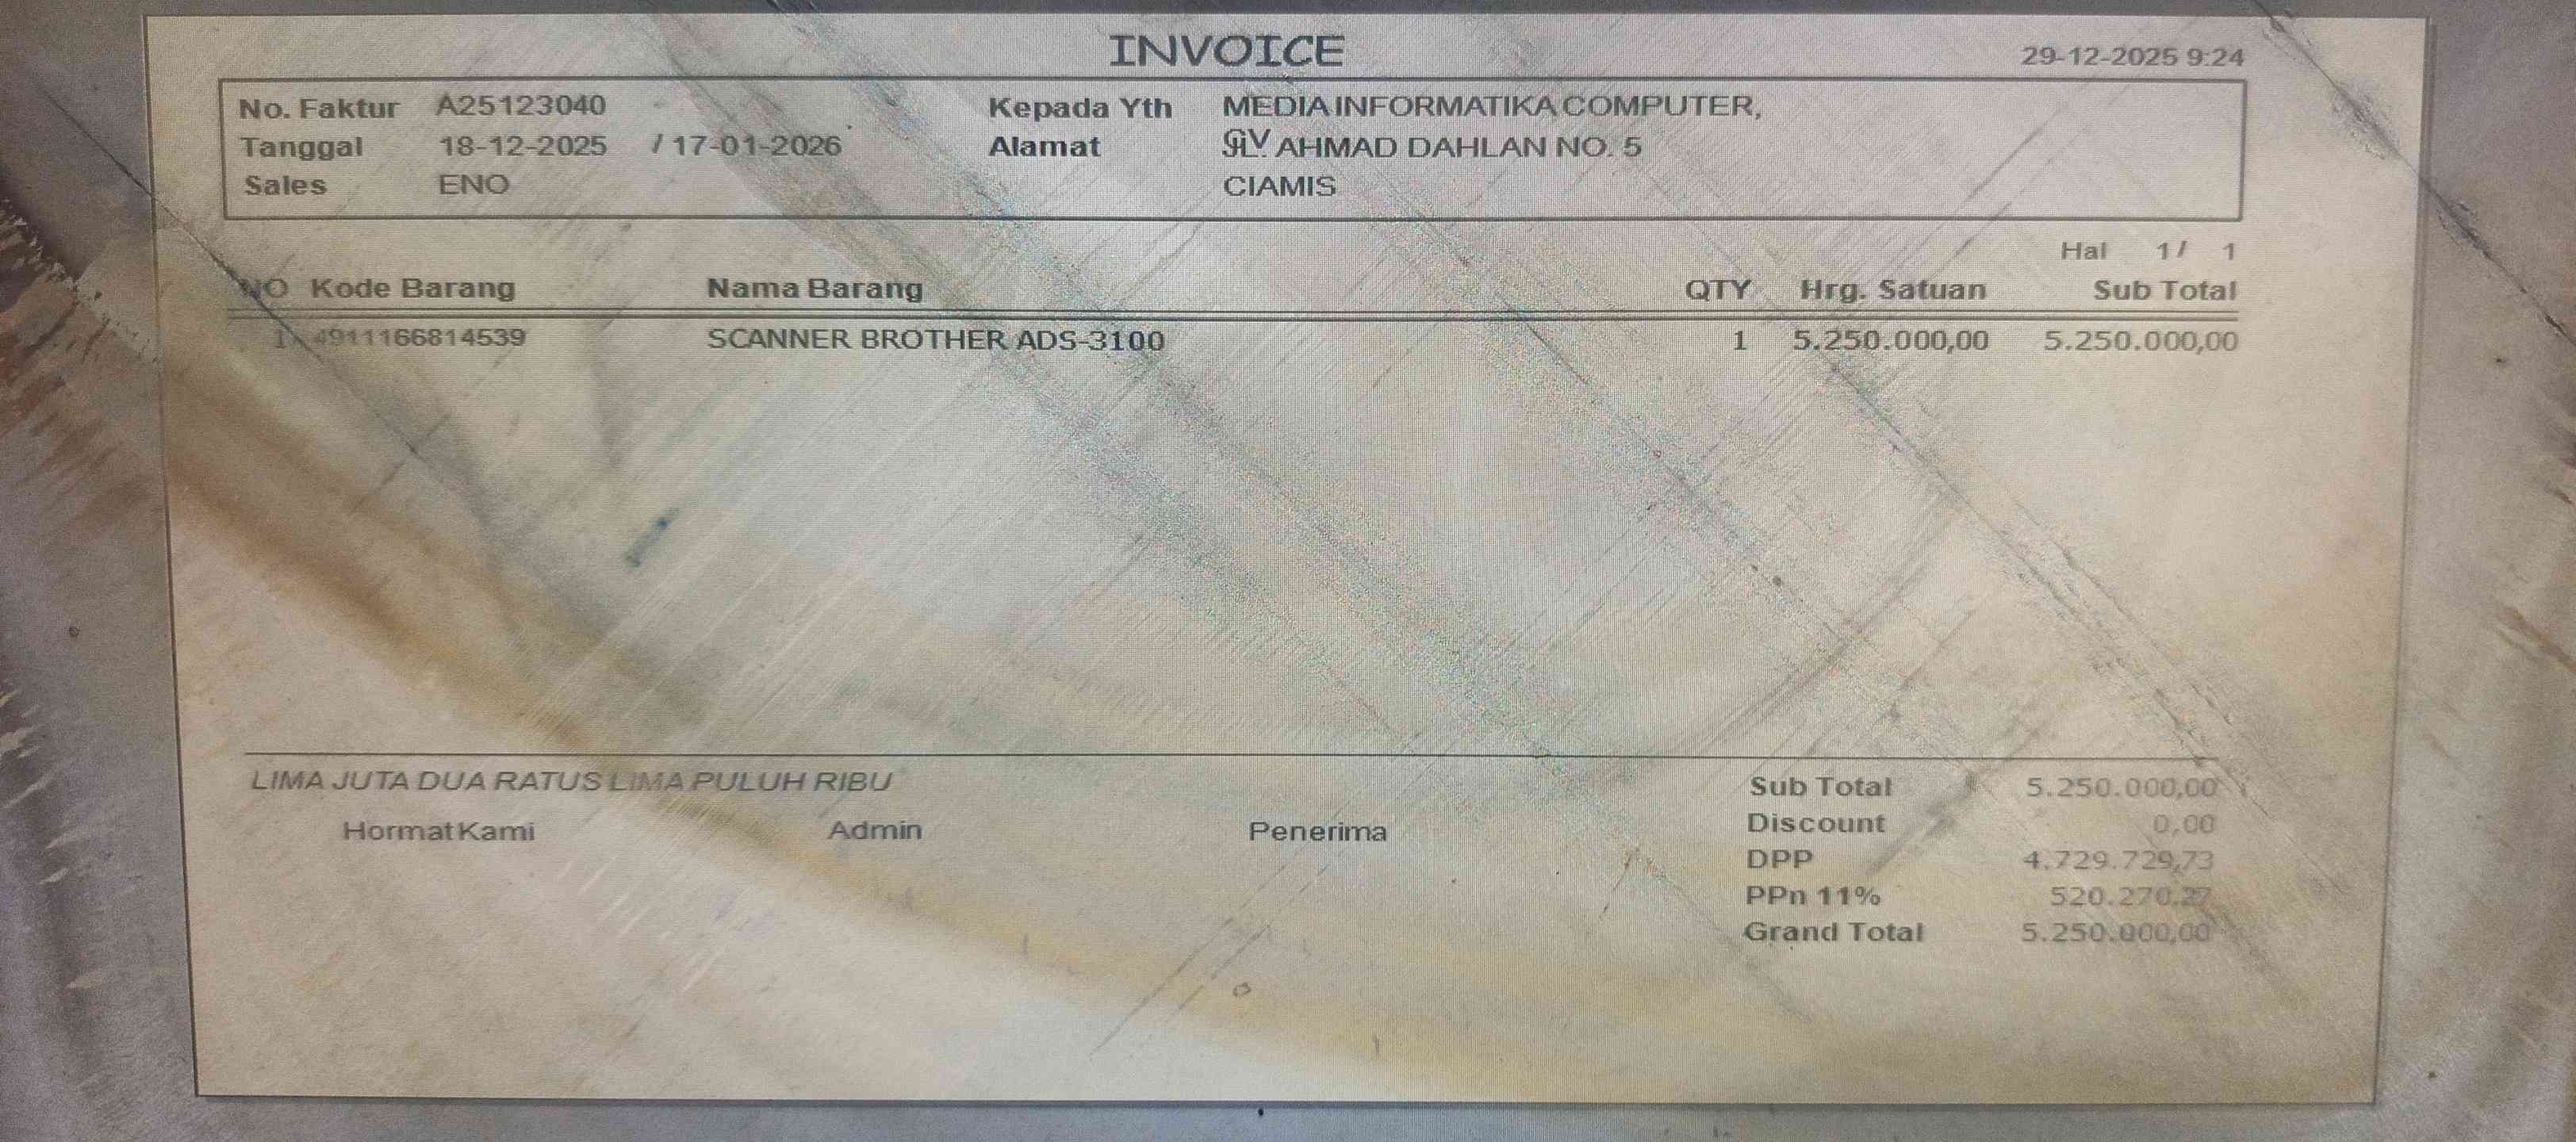 INVOICE
29-12-2025 9:24
No. Faktur A25123040 Kepada Yth MEDIA INFORMATIKA COMPUTER,
Tanggal 18-12-2025 / 17-01-2026 Alamat AHMAD DAHLAN NO. 5
Sales ENO CIAMIS
Hal 1 / 1
NO Kode Barang Nama Barang QTY Hrg. Satuan Sub Total
1 4911166814539 SCANNER BROTHER ADS-3100 1 5.250.000,00 5.250.000,00
LIMA JUTA DUA RATUS LIMA PULUH RIBU
Hormat Kami Admin Penerima
Sub Total 5.250.000,00
Discount 0,00
DPP 4.729.729,73
PPn 11% 520.270,27
Grand Total 5.250.000,00